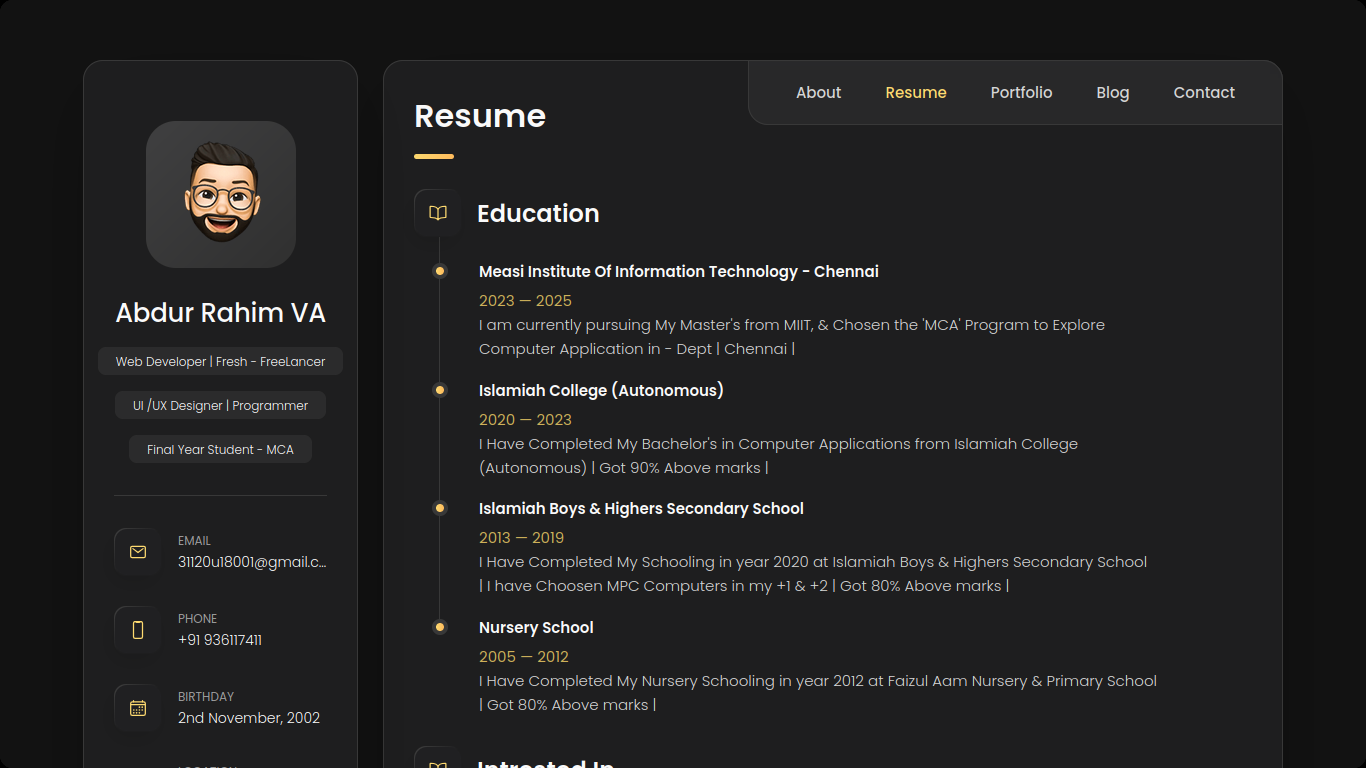 Abdur Rahim VA
Web Developer | Fresh - FreeLancer
UI /UX Designer | Programmer
Final Year Student - MCA
EMAIL
31120u18001@gmail.c...
PHONE
+91 936117411
BIRTHDAY
2nd November, 2002
LOCATION
About Resume Portfolio Blog Contact
Resume
Education
Measi Institute Of Information Technology - Chennai
2023 — 2025
I am currently pursuing My Master's from MIIT, & Chosen the 'MCA' Program to Explore
Computer Application in - Dept | Chennai |
Islamiah College (Autonomous)
2020 — 2023
I Have Completed My Bachelor's in Computer Applications from Islamiah College
(Autonomous) | Got 90% Above marks |
Islamiah Boys & Highers Secondary School
2013 — 2019
I Have Completed My Schooling in year 2020 at Islamiah Boys & Highers Secondary School
| I have Choosen MPC Computers in my +1 & +2 | Got 80% Above marks |
Nursery School
2005 — 2012
I Have Completed My Nursery Schooling in year 2012 at Faizul Aam Nursery & Primary School
| Got 80% Above marks |
Introsted In